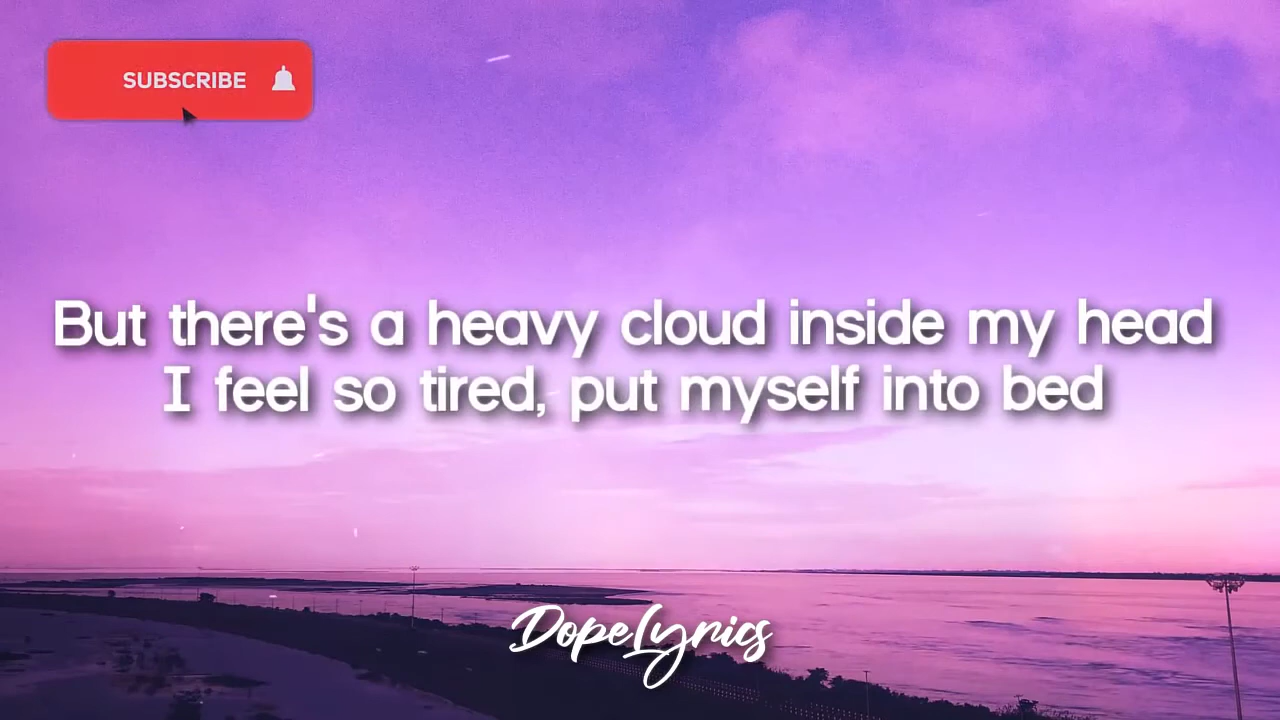 SUBSCRIBE
But there's a heavy cloud inside my head
I feel so tired, put myself into bed
DopeLyrics